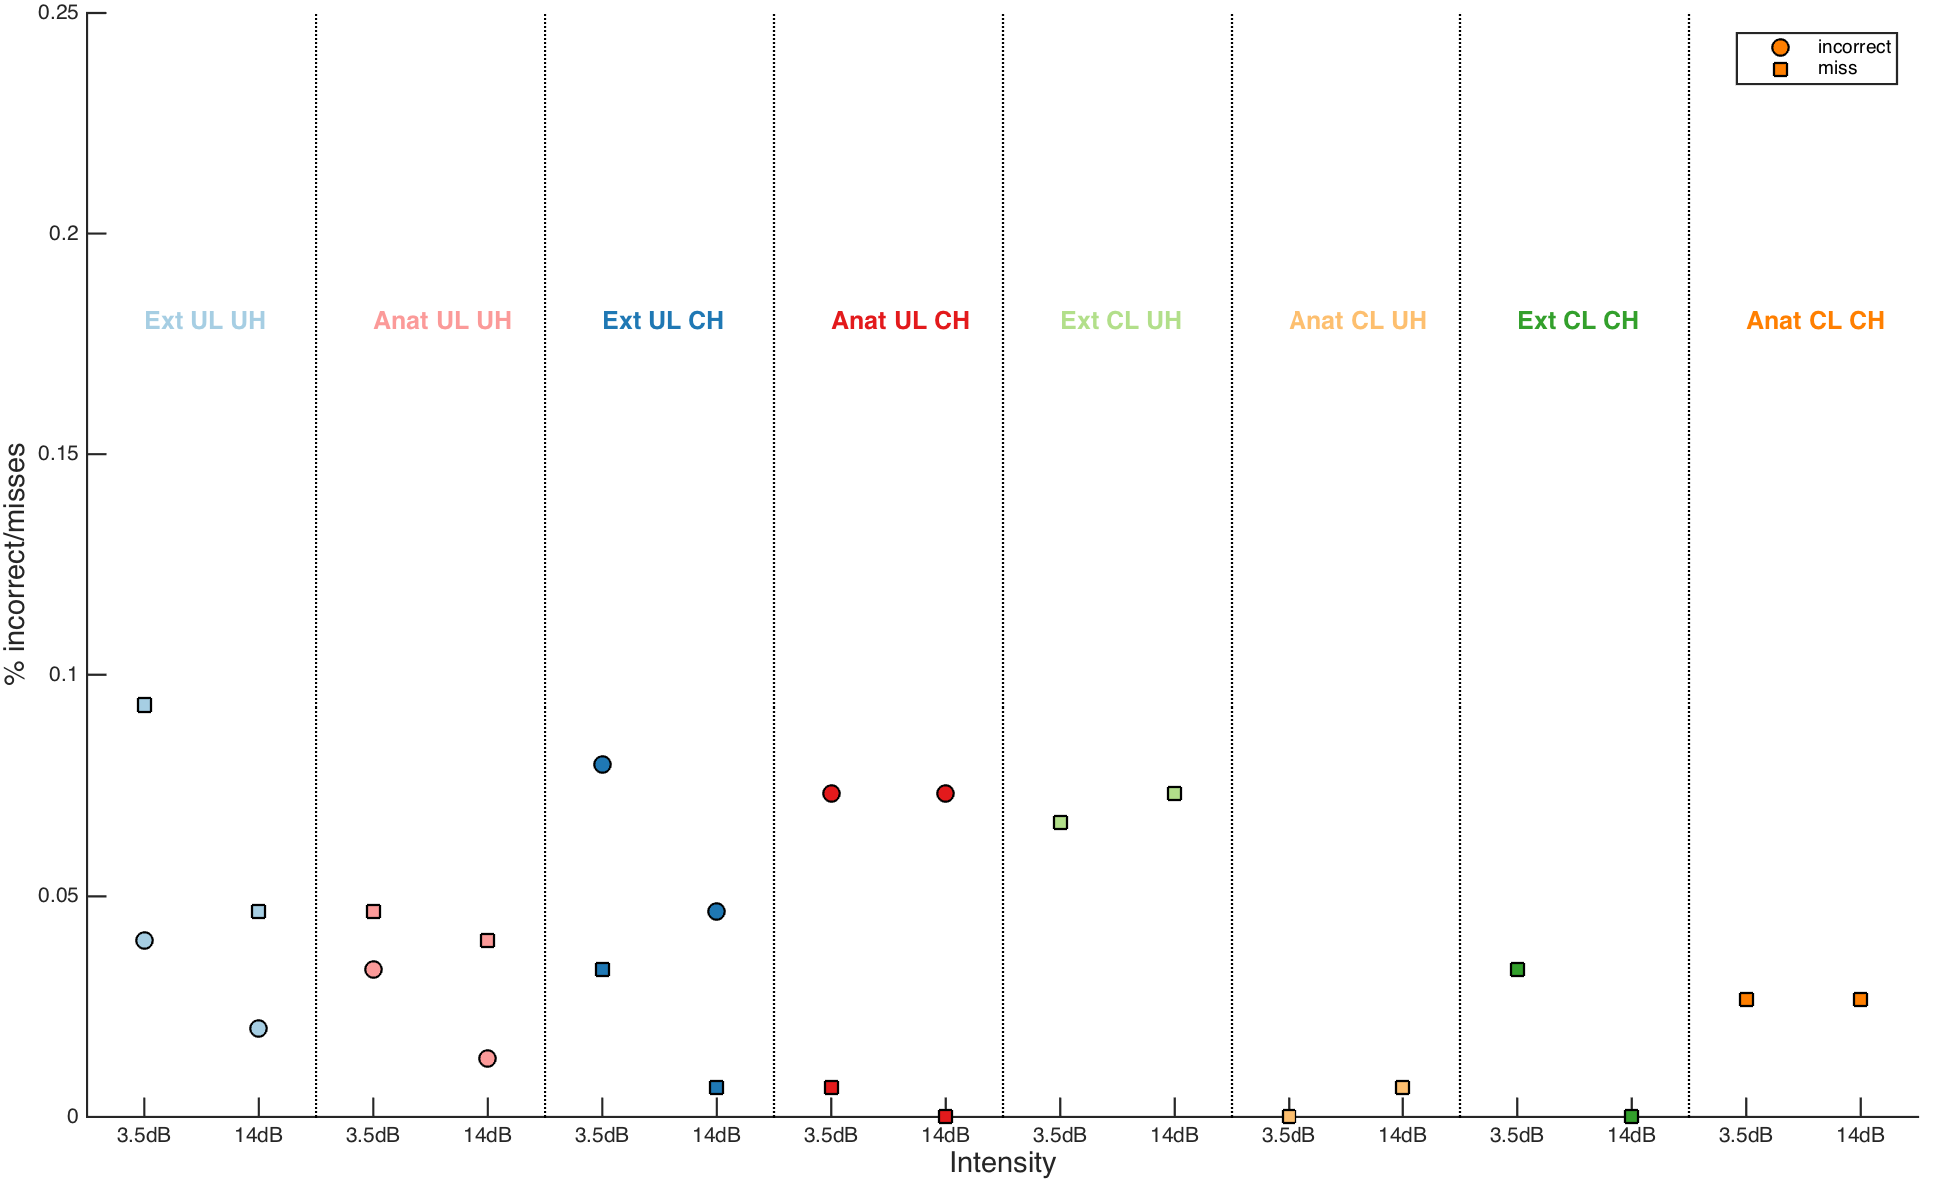 0.25
incorrect
miss
0.2
Ext UL UH Anat UL UH Ext UL CH Anat UL CH Ext CL UH Anat CL UH Ext CL CH Anat CL CH
0.15
% incorrect/misses
0.1
0.05
0
3.5dB 14dB 3.5dB 14dB 3.5dB 14dB 3.5dB 14dB 3.5dB 14dB 3.5dB 14dB 3.5dB 14dB 3.5dB 14dB
Intensity